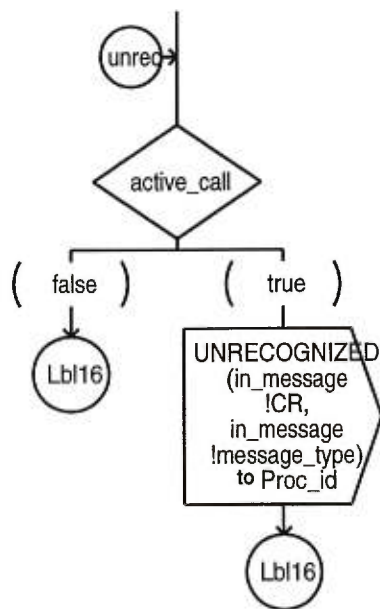 unrec
active_call
( false ) ( true )
Lbl16
UNRECOGNIZED
(in_message
!CR,
in_message
!message_type)
to Proc_id
Lbl16